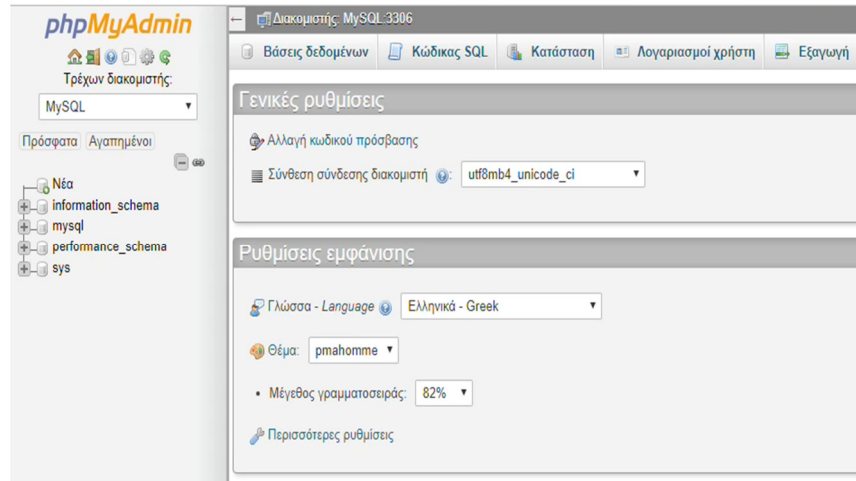 phpMyAdmin
Τρέχων διακομιστής:
MySQL
Πρόσφατα Αγαπημένοι
Νέα
information_schema
mysql
performance_schema
sys
Διακομιστής: MySQL:3306
Βάσεις δεδομένων Κώδικας SQL Κατάσταση Λογαριασμοί χρήστη Εξαγωγή
Γενικές ρυθμίσεις
Αλλαγή κωδικού πρόσβασης
Σύνθεση σύνδεσης διακομιστή : utf8mb4_unicode_ci
Ρυθμίσεις εμφάνισης
Γλώσσα - Language Ελληνικά - Greek
Θέμα: pmahomme
• Μέγεθος γραμματοσειράς: 82%
Περισσότερες ρυθμίσεις